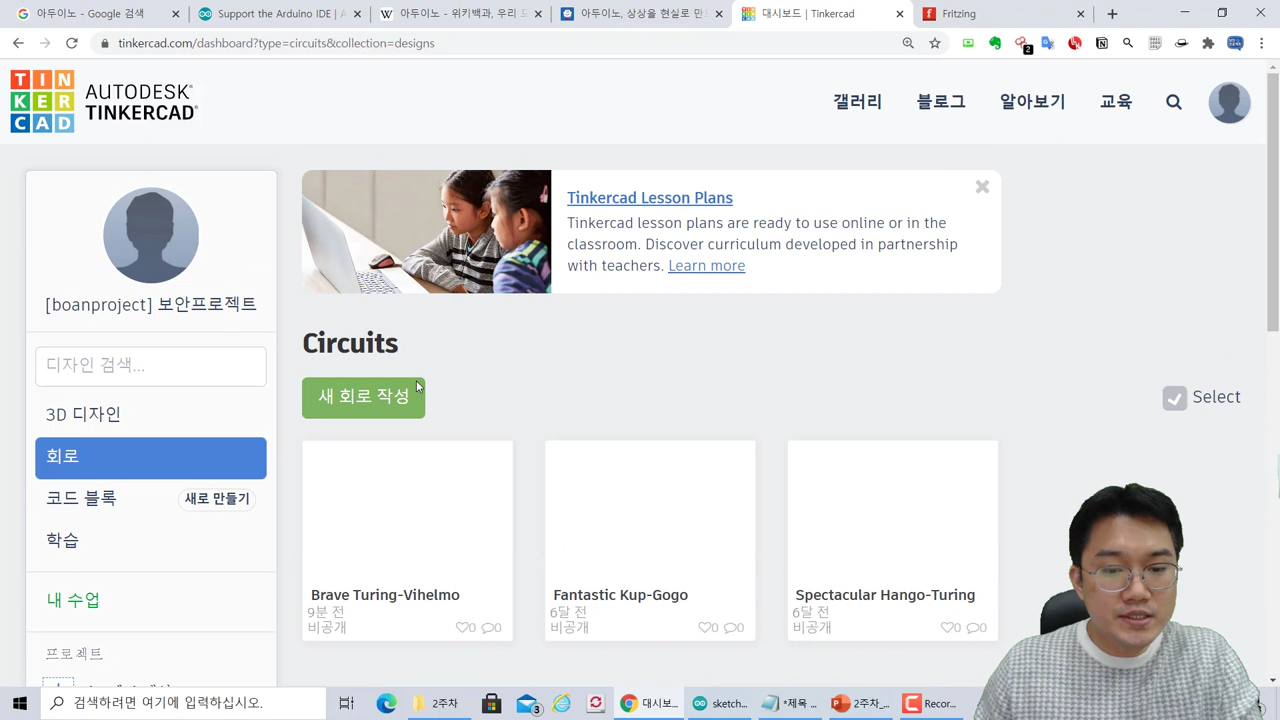 아두이노 - Google 검색
Support the Arduino IDE | A
아두이노 - 위키백과, 우리 모
아두이노, 상상을 현실로 만드
대시보드 | Tinkercad
Fritzing
tinkercad.com/dashboard?type=circuits&collection=designs
2
TINKERCAD
AUTODESK
TINKERCAD
갤러리
블로그
알아보기
교육
[boanproject] 보안프로젝트
디자인 검색...
3D 디자인
회로
코드 블록
새로 만들기
학습
내 수업
프로젝트
Tinkercad Lesson Plans
Tinkercad lesson plans are ready to use online or in the
classroom. Discover curriculum developed in partnership
with teachers. Learn more
Circuits
새 회로 작성
Select
Brave Turing-Vihelmo
9분 전
비공개
0 0
Fantastic Kup-Gogo
6달 전
비공개
0 0
Spectacular Hango-Turing
6달 전
비공개
0 0
검색하려면 여기에 입력하십시오.
2주차
3
대시보...
sketch...
*제목 ...
2주차_...
Recor...